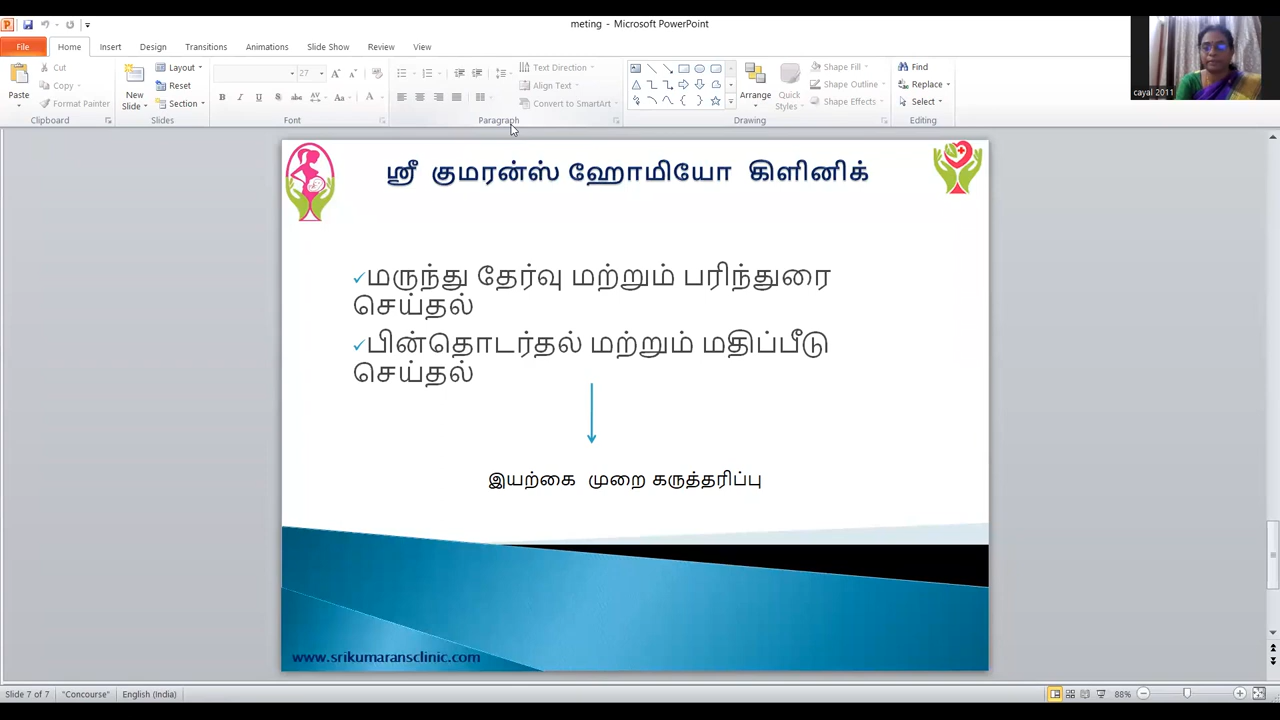 meting - Microsoft PowerPoint
File Home Insert Design Transitions Animations Slide Show Review View
Paste Cut Copy Format Painter Clipboard
New Slide Layout Reset Section Slides
27 Font
Text Direction Align Text Convert to SmartArt Paragraph
Arrange Quick Styles Shape Fill Shape Outline Shape Effects Drawing
Find Replace Select Editing
cayal 2011
ஸ்ரீ குமரன்ஸ் ஹோமியோ கிளினிக்
✓மருந்து தேர்வு மற்றும் பரிந்துரை
செய்தல்
✓பின்தொடர்தல் மற்றும் மதிப்பீடு
செய்தல்
இயற்கை முறை கருத்தரிப்பு
www.srikumaransclinic.com
Slide 7 of 7 "Concourse" English (India) 88%